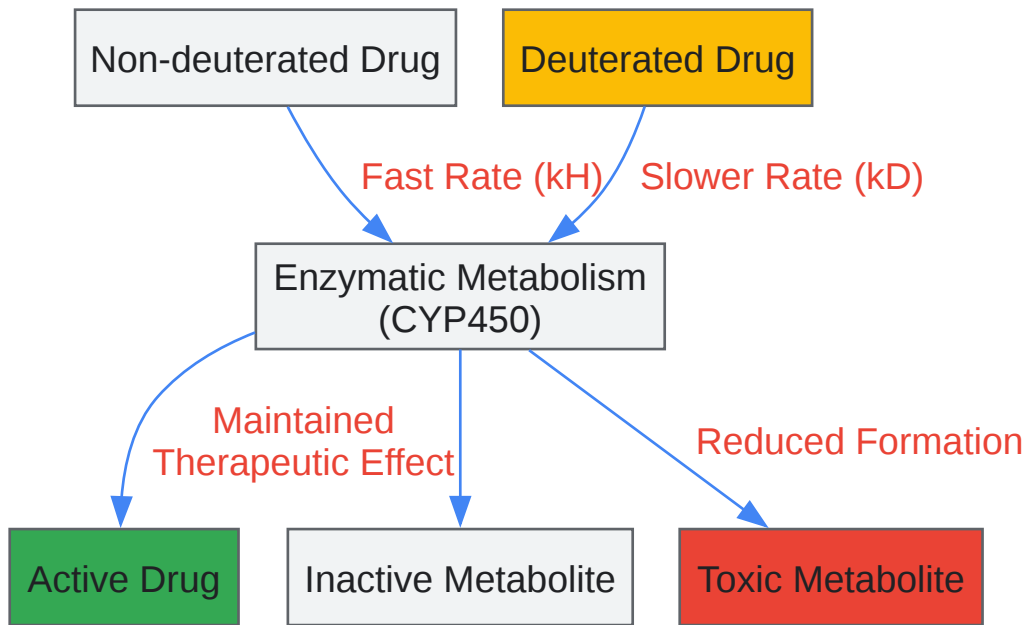 Non-deuterated Drug
Deuterated Drug
Fast Rate (kH)
Slower Rate (kD)
Enzymatic Metabolism
(CYP450)
Maintained
Therapeutic Effect
Reduced Formation
Active Drug
Inactive Metabolite
Toxic Metabolite